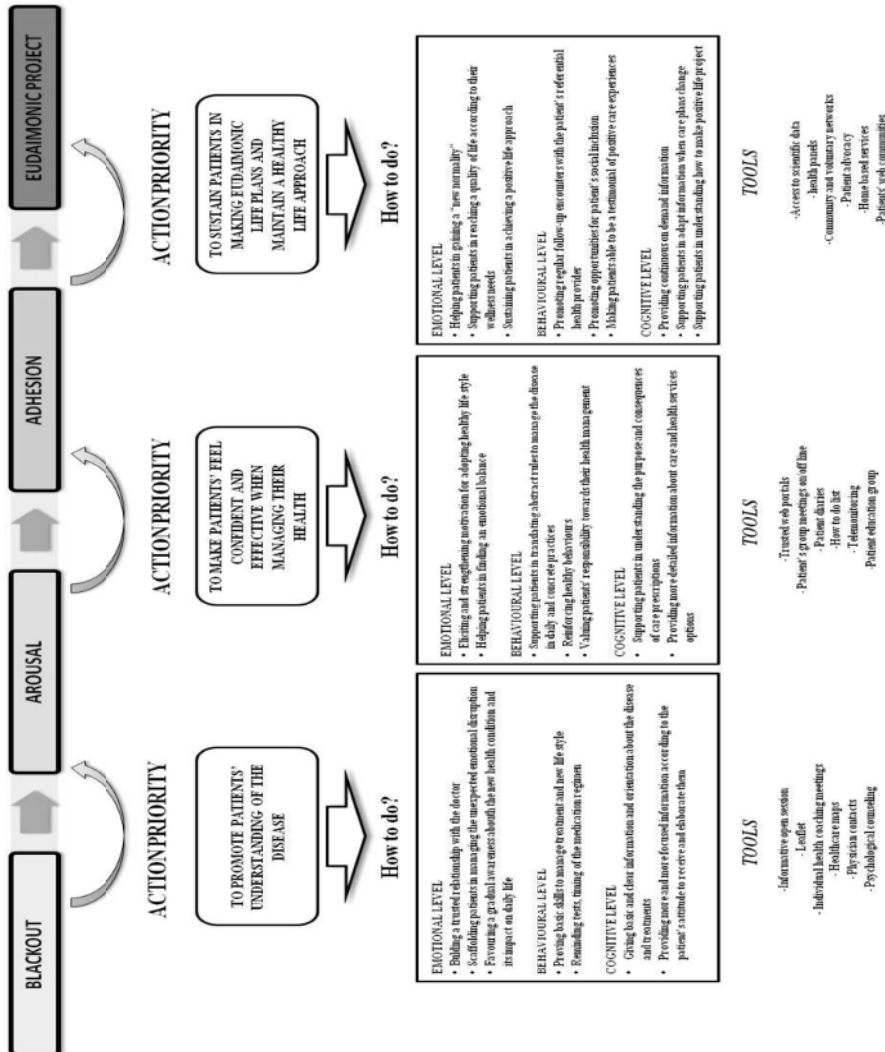 BLACKOUT
AROUSAL
ADHESION
EUDAIMONIC PROJECT
ACTIONPRIORITY
TO PROMOTE PATIENTS'
UNDERSTANDING OF THE
DISEASE
How to do?
EMOTIONAL LEVEL
• Bulding a trusted relationship with the doctor
• Scaffolding patients in managing the unexpected emotional disruption
• Favouring a gradual awareness abouth the new health condition and
its impact on daily life
BEHAVIOURAL LEVEL
• Proving basic skills to manage treatment and new life style
• Reminding tests, timing of the medication regimen
COGNITIVE LEVEL
• Giving basic and clear information and orientation about the disease
and treatments
• Providing more and more focused information according to the
patient's attitude to receive and elaborate them
TOOLS
-Informative open session
- Leaflet
- Individual health coaching meetings
- Healthcare maps
- Physician contacts
- Psychological counseling
ACTIONPRIORITY
TO MAKE PATIENTS' FEEL
CONFIDENT AND
EFFECTIVE WHEN
MANAGING THEIR
HEALTH
How to do?
EMOTIONAL LEVEL
• Eliciting and strengthening motivation for adopting healthy life style
• Helping patients in finding an emotional balance
BEHAVIOURAL LEVEL
• Supporting patients in translating abstract rules to manage the disease
in daily and concrete practices
• Reinforcing healthy behaviours
• Valuing patients' responsibility towards their health management
COGNITIVE LEVEL
• Supporting patients in understanding the purpose and consequences
of care prescriptions
• Providing more detailed information about care and health services
options
TOOLS
-Trusted web portals
- Patient's group meetings on/off line
- Patient diaries
- How to do list
- Telemonitoring
-Patient education group
ACTIONPRIORITY
TO SUSTAIN PATIENTS IN
MAKING EUDAIMONIC
LIFE PLANS AND
MAINTAIN A HEALTHY
LIFE APPROACH
How to do?
EMOTIONAL LEVEL
• Helping patients in gaining a "new normality"
• Supporting patients in reaching a quality of life according to their
wellness needs
• Sustaining patients in achieving a positive life approach
BEHAVIOURAL LEVEL
• Promoting regular follow-up encounters with the patient's referential
health provider
• Promoting opportunities for patient's social inclusion
• Making patients able to be a testimonial of positive care experiences
COGNITIVE LEVEL
• Providing continuous on demand information
• Supporting patients in adapt information when care plans change
• Supporting patients in understanding how to make positive life project
TOOLS
-Access to scientific data
- health panels
-Community and voluntary networks
- Patient advocacy
-Home based services
-Patients' web communities